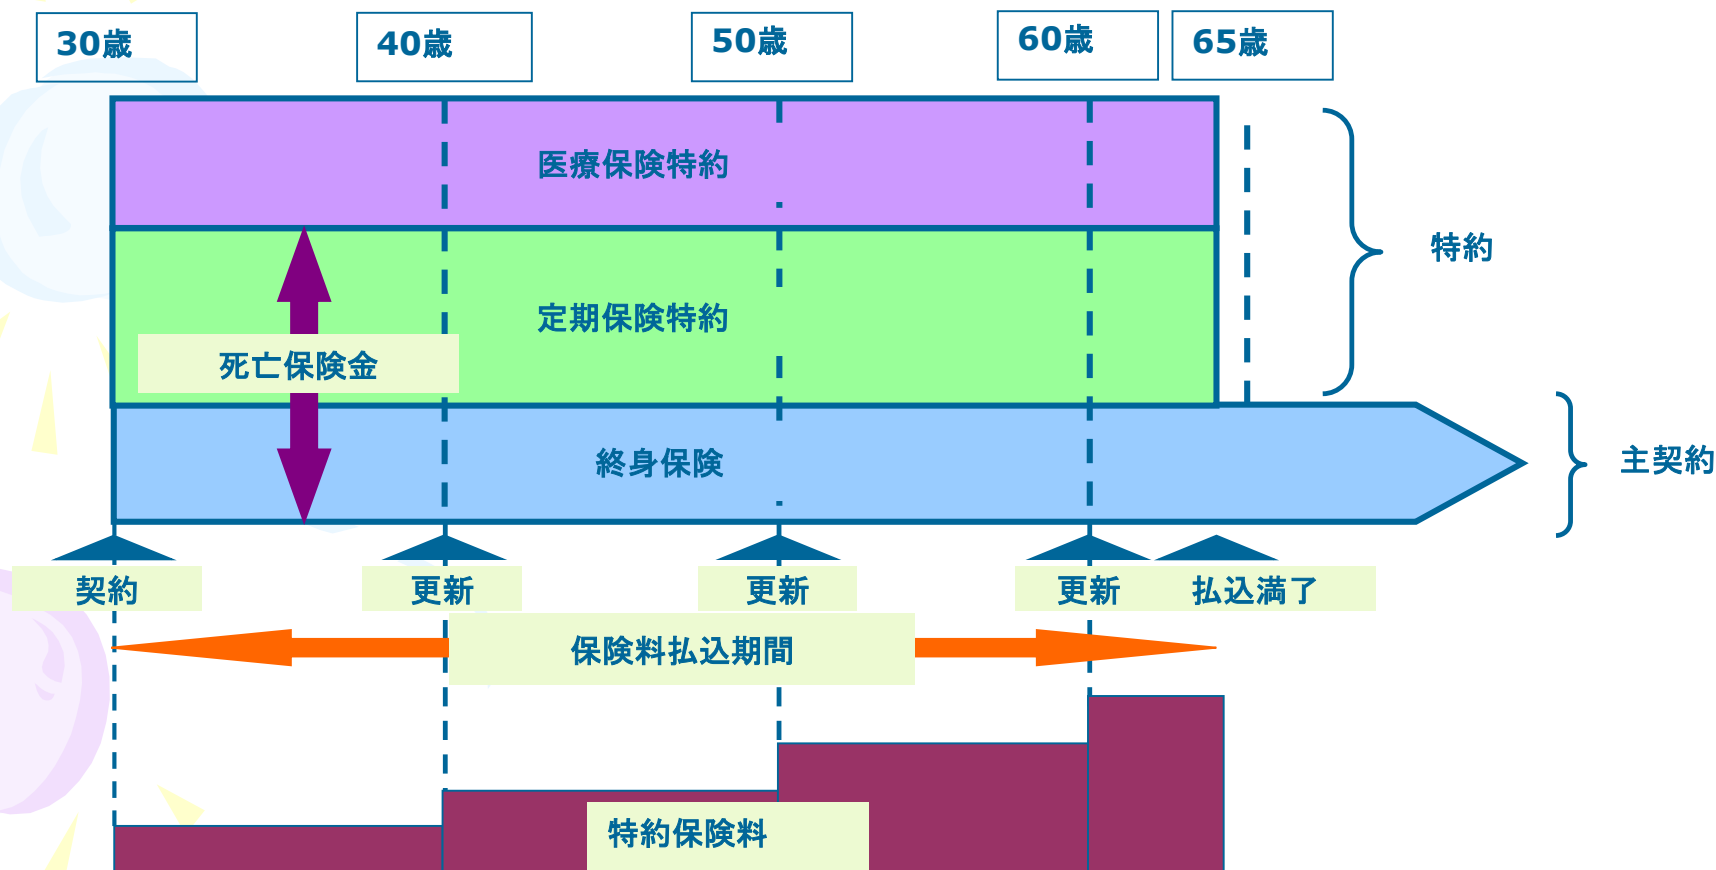 30歳
40歳
50歳
60歳
65歳
医療保険特約
特約
定期保険特約
死亡保険金
終身保険
主契約
契約
更新
更新
更新
払込満了
保険料払込期間
特約保険料